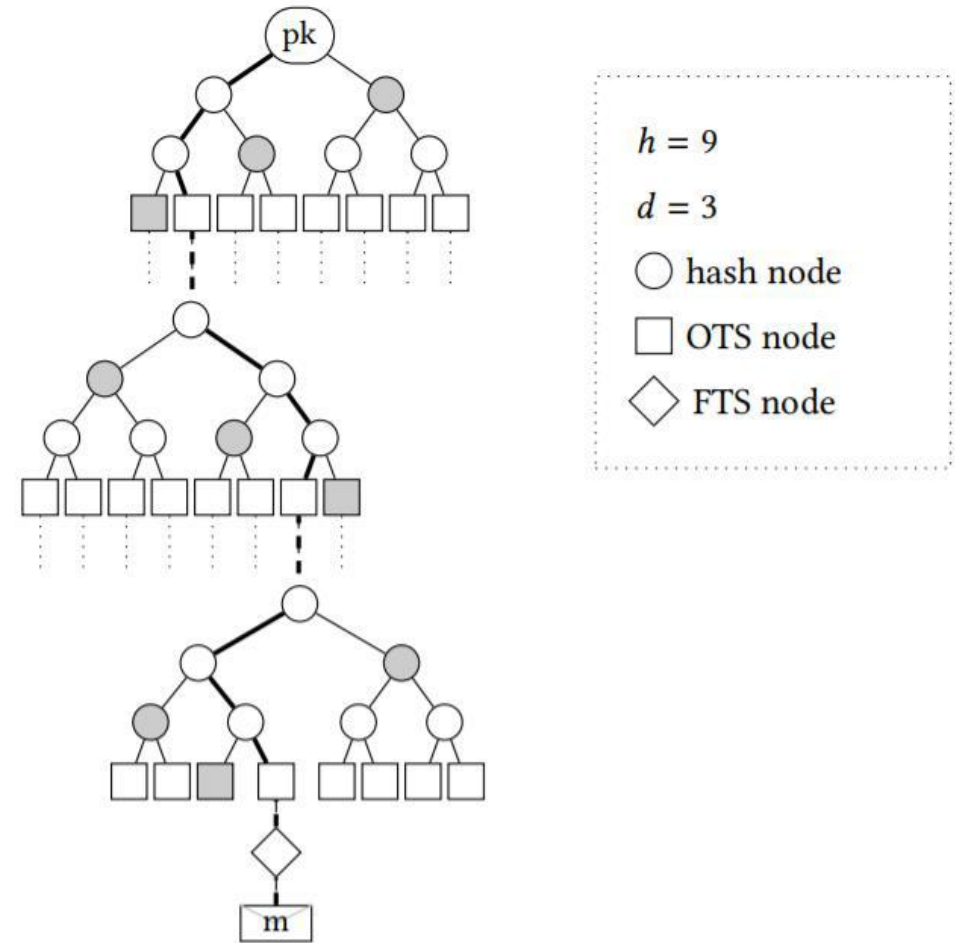 pk
h = 9
d = 3
hash node
OTS node
FTS node
m